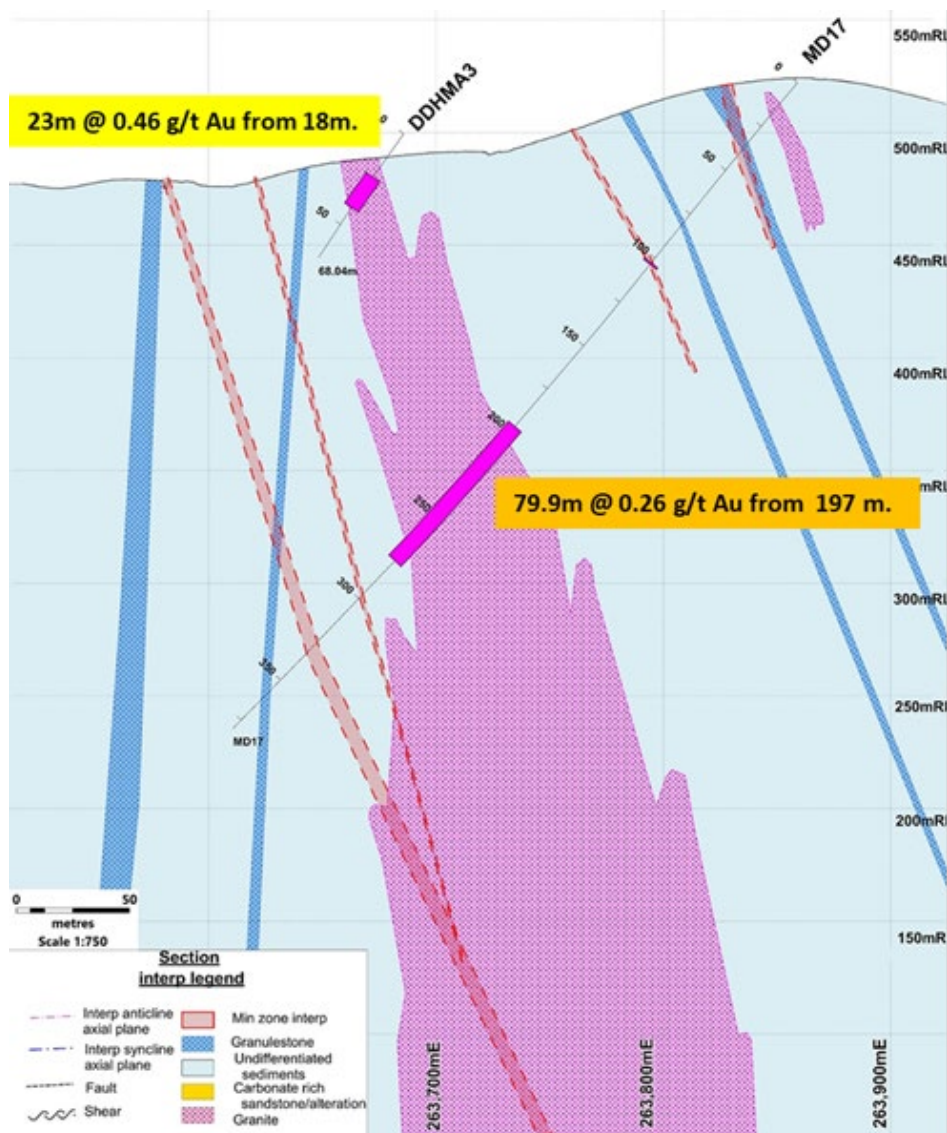 550mRL
MD17
DDHMA3
23m @ 0.46 g/t Au from 18m.
0
0
500mRL
50
50
68.04m
100
450mRL
150
400mRL
200
79.9m @ 0.26 g/t Au from 197 m.
mRL
250
300
300mRL
350
250mRL
MD17
200mRL
150mRL
0 50
metres
Scale 1:750
Section
interp legend
Interp anticline
axial plane
Interp syncline
axial plane
Fault
Shear
Min zone interp
Granulestone
Undifferentiated
sediments
Carbonate rich
sandstone/alteration
Granite
263,700mE
263,800mE
263,900mE